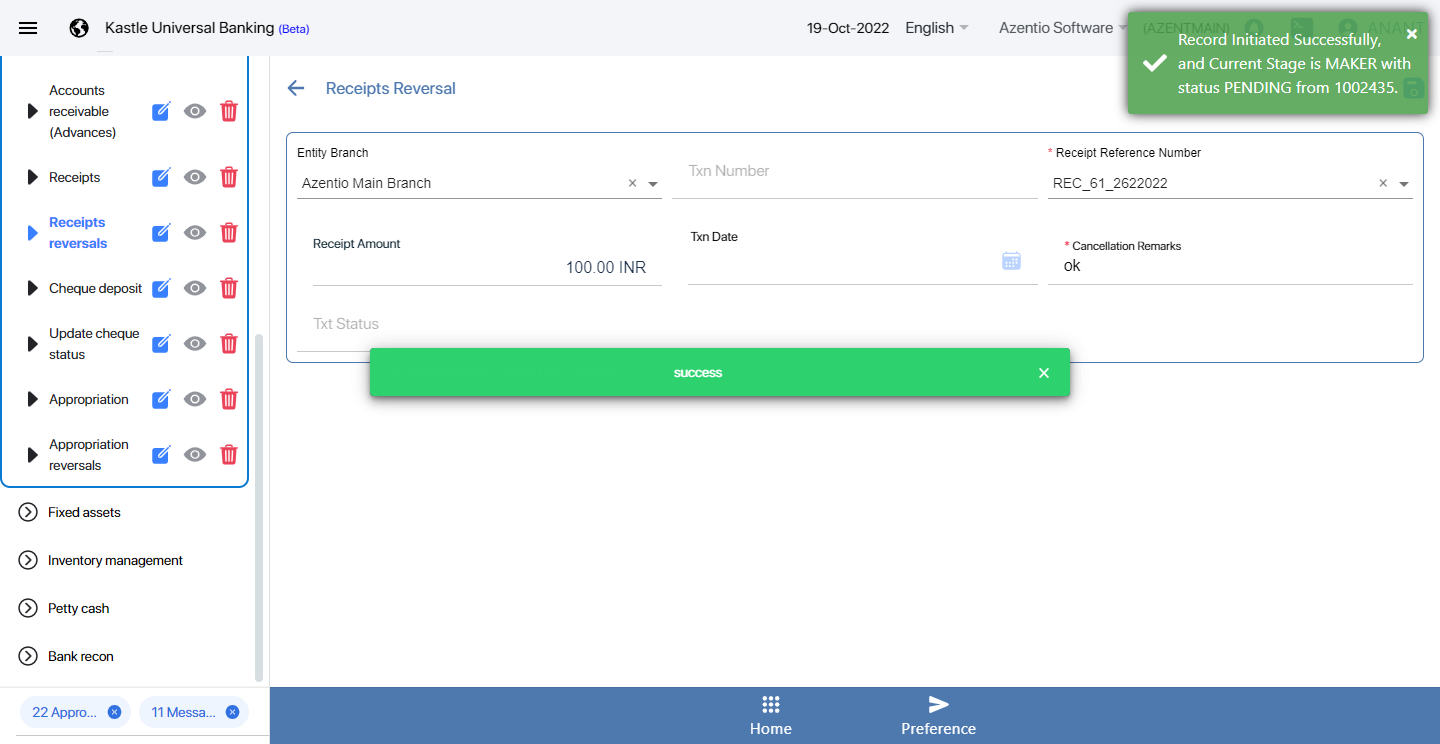 Kastle Universal Banking (Beta)
19-Oct-2022
English
Azentio Software
(AZENTMAIN)
ANANT
Record Initiated Successfully,
and Current Stage is MAKER with
status PENDING from 1002435.
Accounts
receivable
(Advances)
Receipts
Receipts
reversals
Cheque deposit
Update cheque
status
Appropriation
Appropriation
reversals
Fixed assets
Inventory management
Petty cash
Bank recon
22 Appro...
11 Messa...
Receipts Reversal
Entity Branch
Azentio Main Branch
Txn Number
* Receipt Reference Number
REC_61_2622022
Receipt Amount
100.00 INR
Txn Date
* Cancellation Remarks
ok
Txt Status
success
Home
Preference